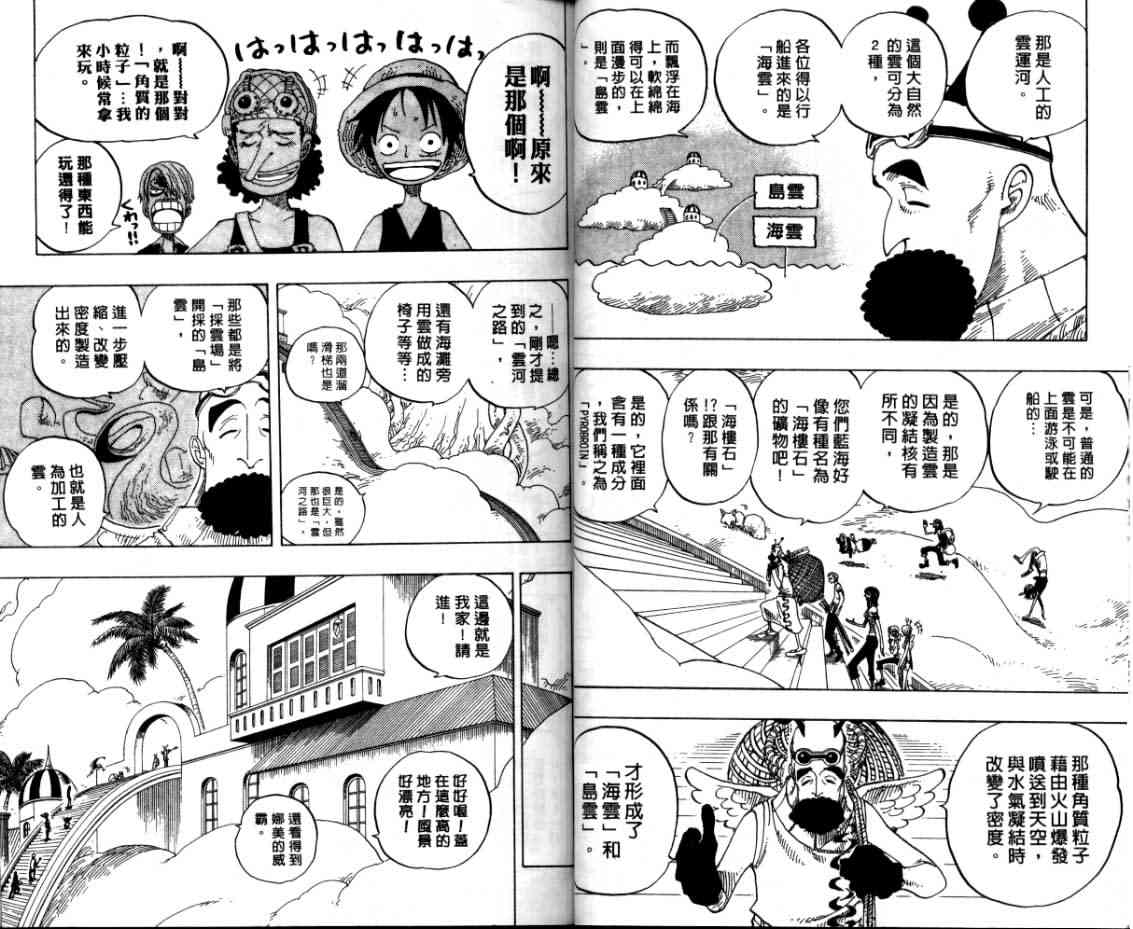 那是人工的
雲運河。
這個大自然
的雲可分為
2種，
各位得以行
船進來的是
「海雲」
而飄浮在海
上，軟綿綿
得可以在上
面漫步的，
則是「島雲
」。
島雲
海雲
可是，普通的
雲是不可能在
上面游泳或駛
船的…
是的，那是
因為製造雲
的凝結核有
所不同，
您們藍海好
像有種名為
「海樓石」
的礦物吧！
「海樓石」
!?跟那有關
係嗎？
是的，它裡面
含有一種成分
，我們稱之為
「PYROBROIN」。
那種角質粒子
藉由火山爆發
噴送到天空，
與水氣凝結時
改變了密度。
才形成了
「海雲」和
「島雲」。
啊~~~~原來
是那個啊！
はっはっはっはっはっ
啊~~~~對對
，就是那個
！「角質的
粒子」…我
小時候常拿
來玩。
那種東西能
玩還得了！
くわっ!!
——嗯…總
之，剛才提
到的「雲河
之路」，
還有海灘旁
用雲做成的
椅子等等…
那兩道溜
滑梯也是
嗎？
是的，雖然
很巨大，但
那也是「雲
河之路」，
那些都是將
「採雲場」
開採的「島
雲」，
進一步壓
縮、改變
密度製造
出來的。
也就是人
為加工的
雲。
這邊就是
我家！請
進！
好好喔！蓋
在這麼高的
地方！風景
好漂亮！
還看得到
娜美的威
霸。